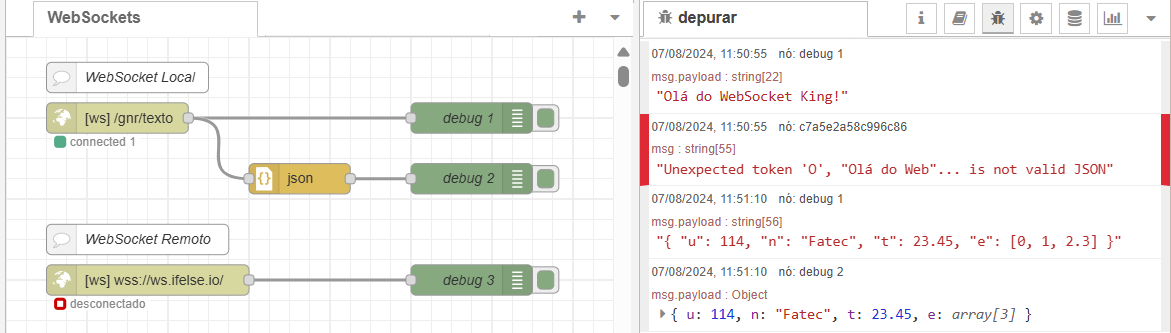 WebSockets
WebSocket Local
[ws] /gnr/texto
connected 1
debug 1
json
debug 2
WebSocket Remoto
[ws] wss://ws.ifelse.io/
desconectado
debug 3
depurar
07/08/2024, 11:50:55 nó: debug 1
msg.payload : string[22]
"Olá do WebSocket King!"
07/08/2024, 11:50:55 nó: c7a5e2a58c996c86
msg : string[55]
"Unexpected token 'O', "Olá do Web"... is not valid JSON"
07/08/2024, 11:51:10 nó: debug 1
msg.payload : string[56]
"{ "u": 114, "n": "Fatec", "t": 23.45, "e": [0, 1, 2.3] }"
07/08/2024, 11:51:10 nó: debug 2
msg.payload : Object
{ u: 114, n: "Fatec", t: 23.45, e: array[3] }